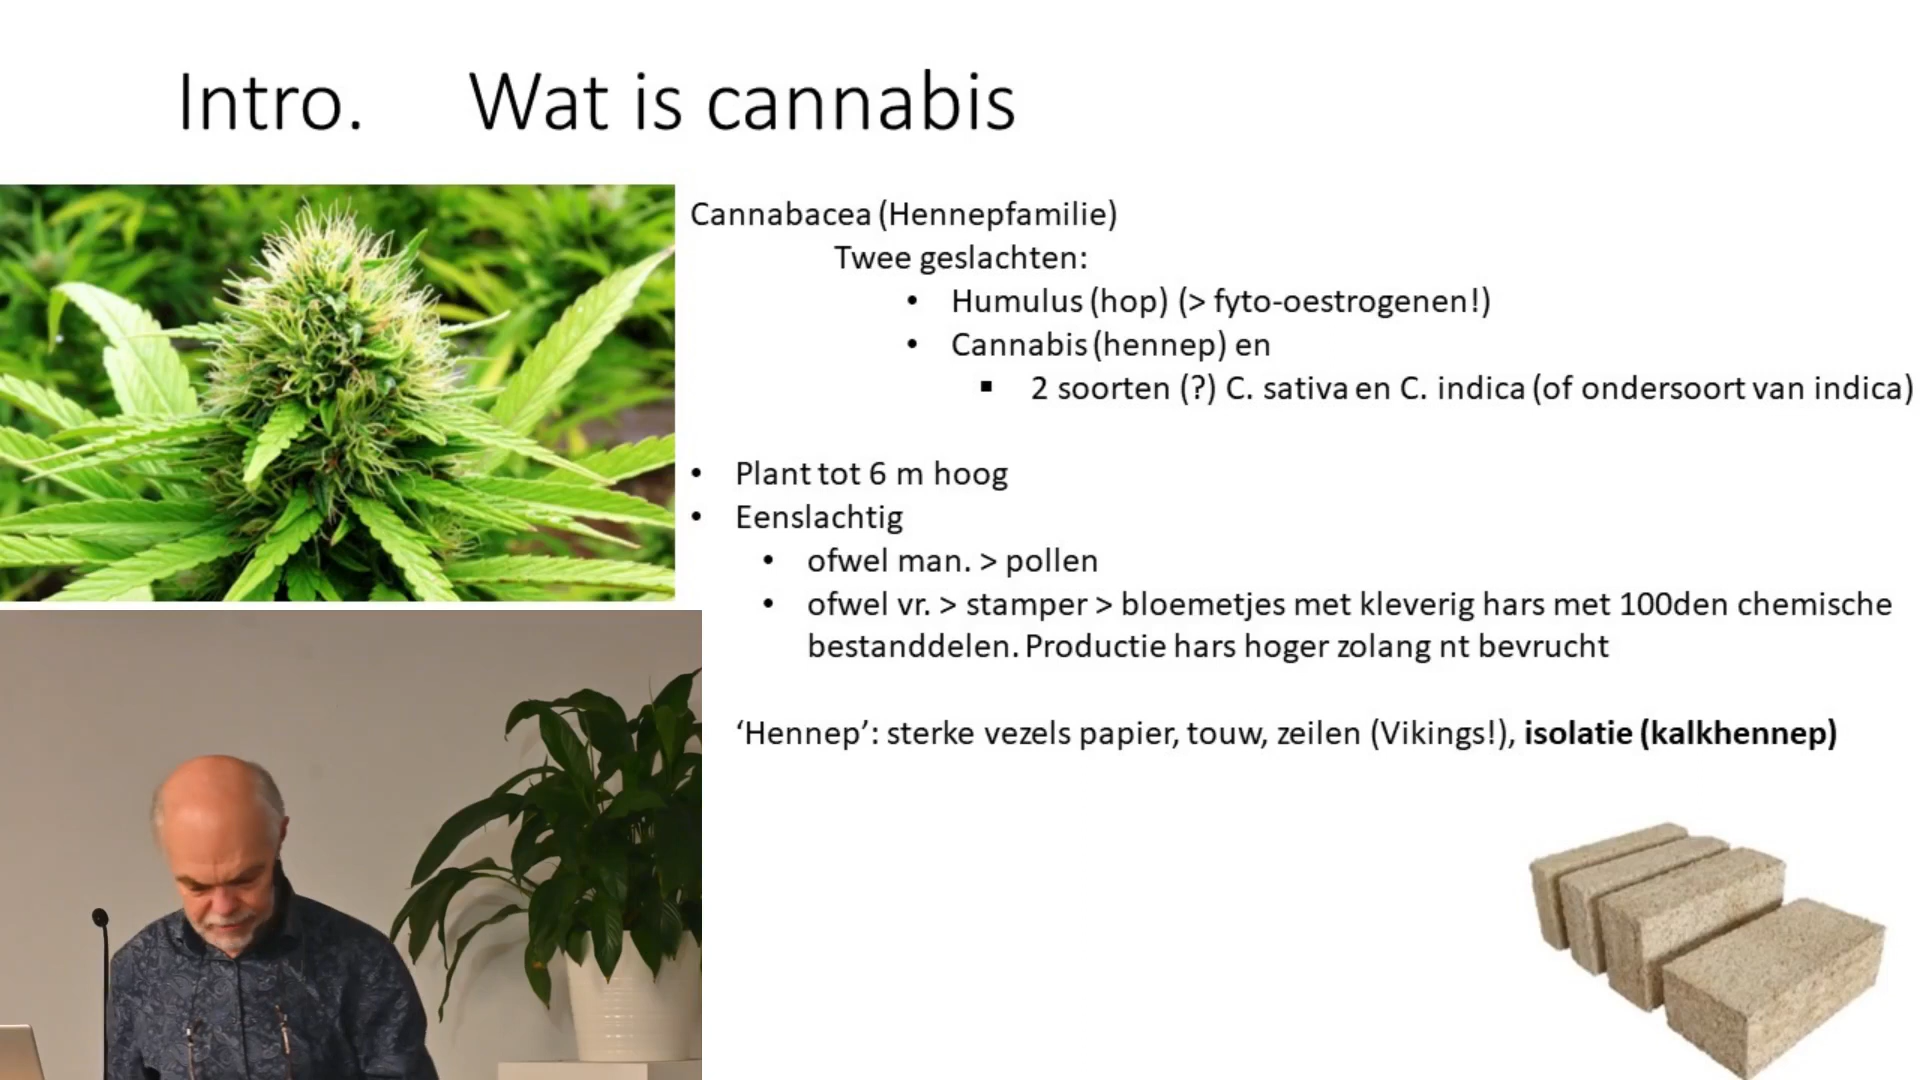 Intro. Wat is cannabis
Cannabacea (Hennepfamilie)
Twee geslachten:
• Humulus (hop) (> fyto-oestrogenen!)
• Cannabis (hennep) en
▪ 2 soorten (?) C. sativa en C. indica (of ondersoort van indica)
• Plant tot 6 m hoog
• Eenslachtig
• ofwel man. > pollen
• ofwel vr. > stamper > bloemetjes met kleverig hars met 100den chemische
bestanddelen. Productie hars hoger zolang nt bevrucht
‘Hennep’: sterke vezels papier, touw, zeilen (Vikings!), isolatie (kalkhennep)